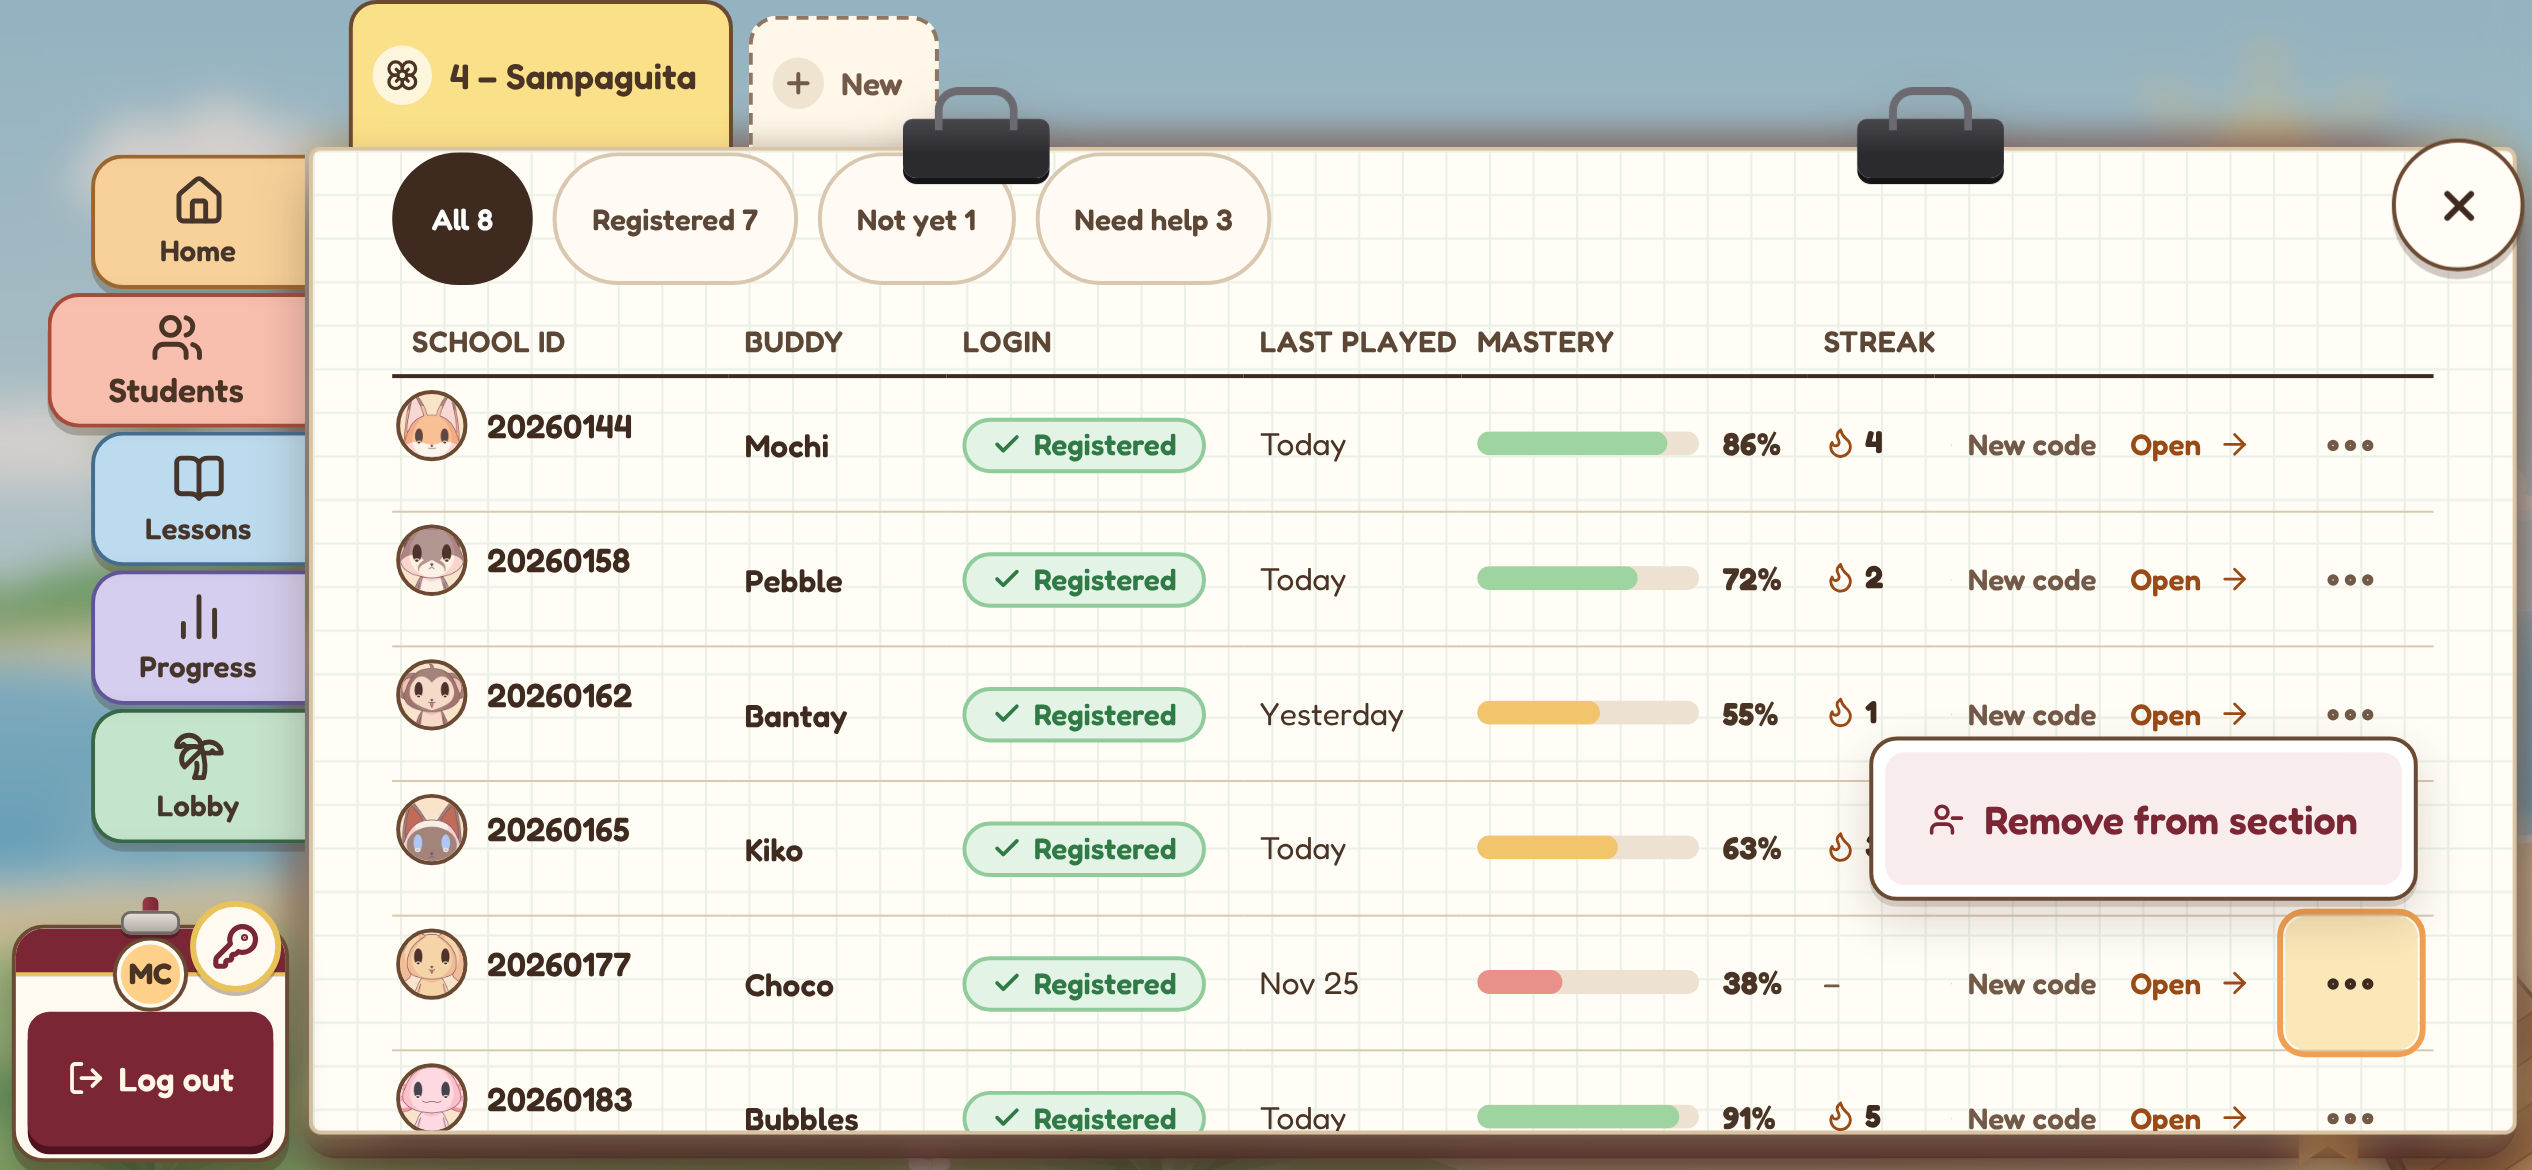 4 – Sampaguita
New
Home
Students
Lessons
Progress
Lobby
MC
Log out
All 8
Registered 7
Not yet 1
Need help 3
SCHOOL ID BUDDY LOGIN LAST PLAYED MASTERY STREAK
20260144 Mochi Registered Today 86% 4 New code Open →
20260158 Pebble Registered Today 72% 2 New code Open →
20260162 Bantay Registered Yesterday 55% 1 New code Open →
20260165 Kiko Registered Today 63%
Remove from section
20260177 Choco Registered Nov 25 38% – New code Open →
20260183 Bubbles Registered Today 91% 5 New code Open →